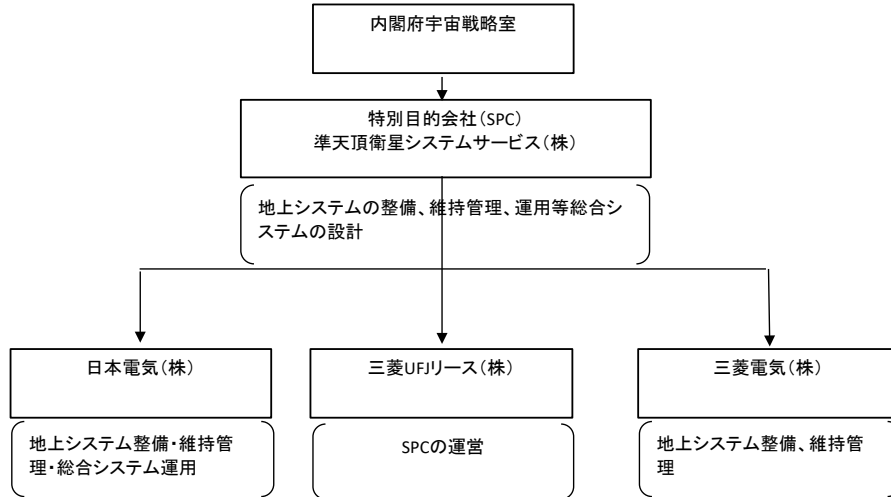 内閣府宇宙戦略室
特別目的会社(SPC)
準天頂衛星システムサービス(株)
地上システムの整備、維持管理、運用等総合シ
ステムの設計
日本電気(株)
三菱UFJリース(株)
三菱電気(株)
地上システム整備・維持管
理・総合システム運用
SPCの運営
地上システム整備、維持管
理